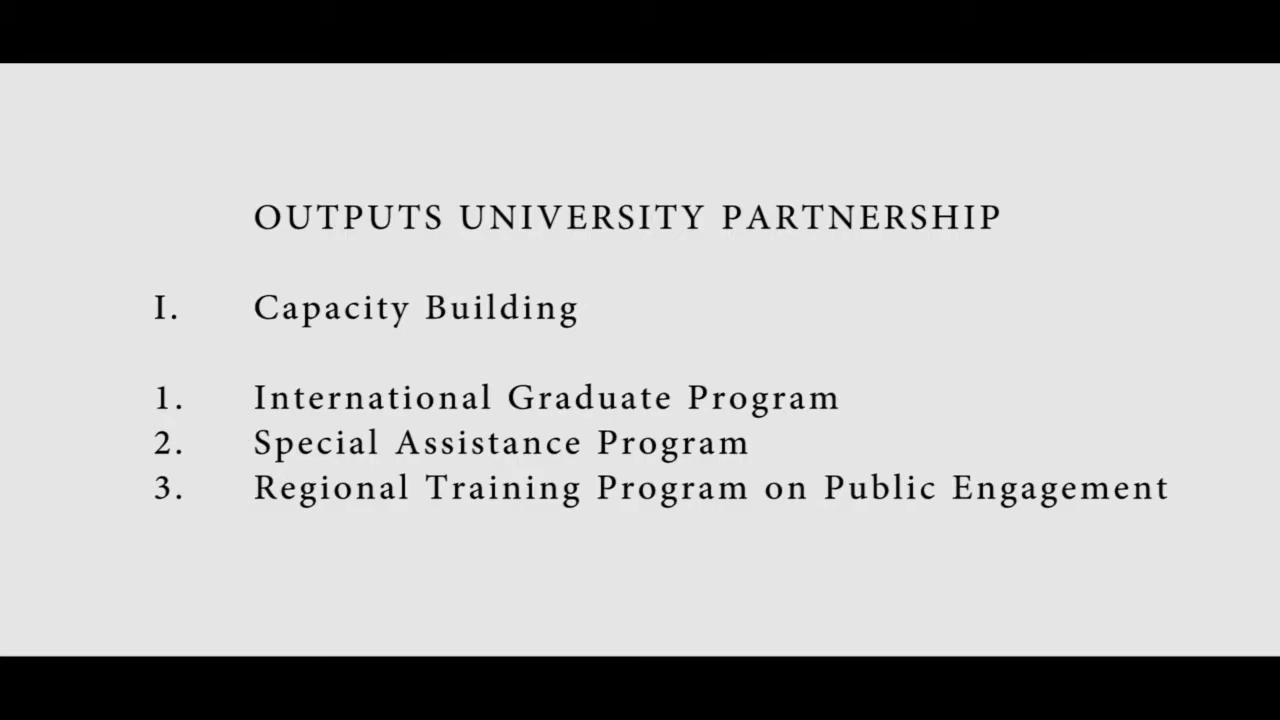 OUTPUTS UNIVERSITY PARTNERSHIP
I. Capacity Building
1. International Graduate Program
2. Special Assistance Program
3. Regional Training Program on Public Engagement